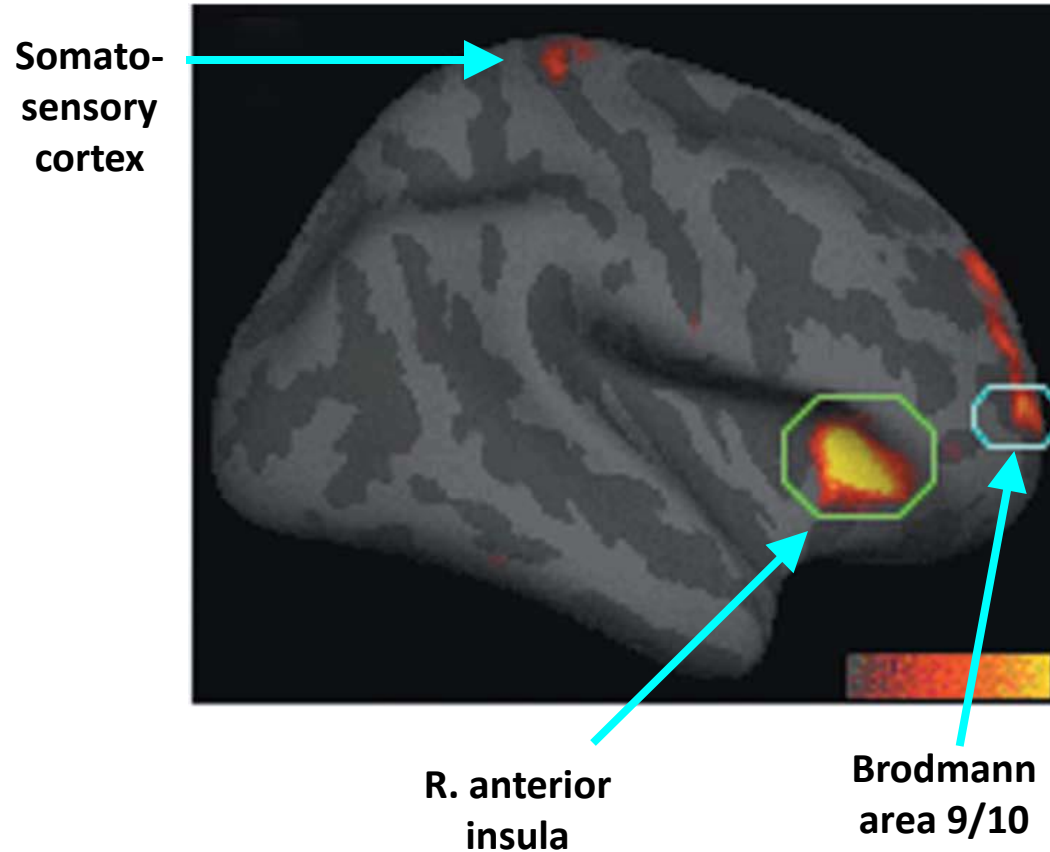 Somato-
sensory
cortex
R. anterior
insula
Brodmann
area 9/10